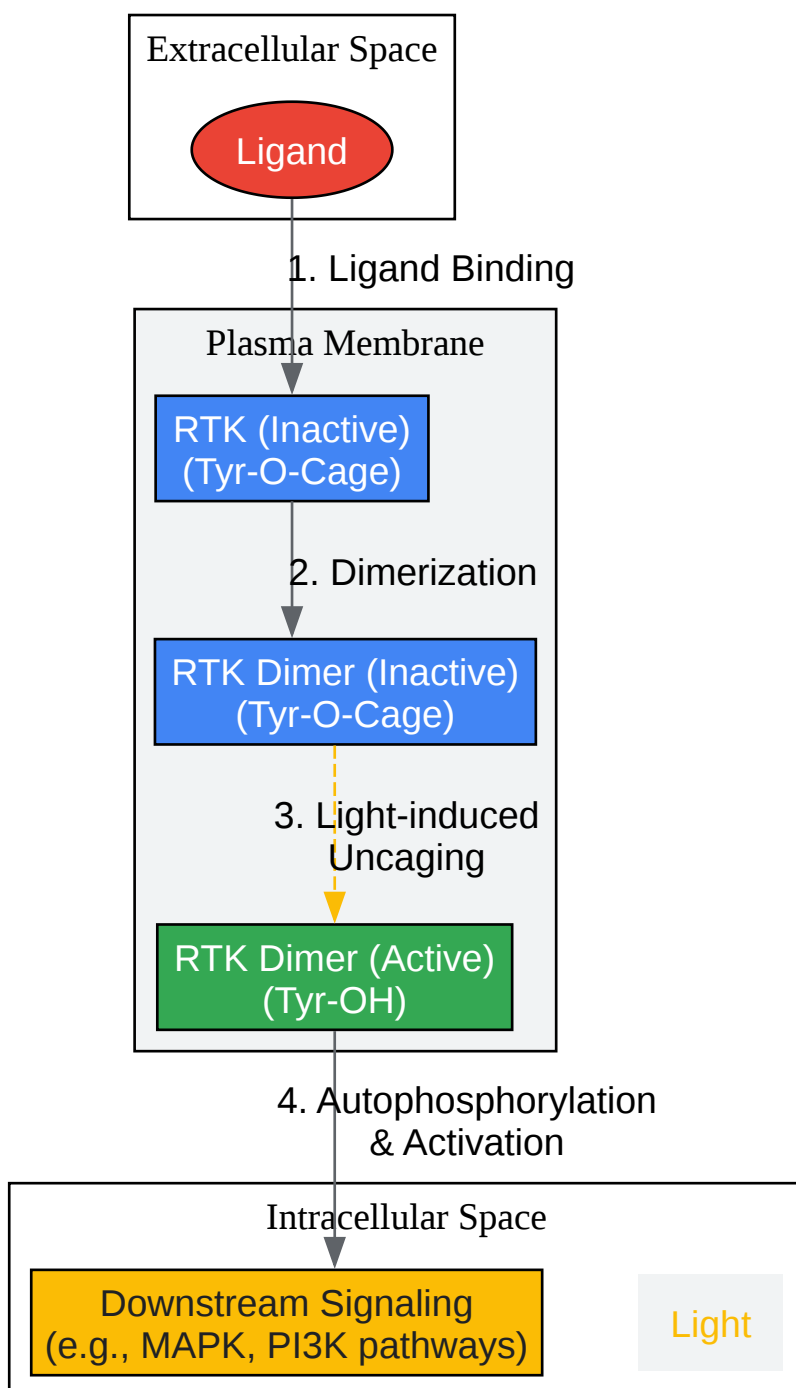 Extracellular Space
Ligand
1. Ligand Binding
Plasma Membrane
RTK (Inactive)
(Tyr-O-Cage)
2. Dimerization
RTK Dimer (Inactive)
(Tyr-O-Cage)
3. Light-induced
Uncaging
RTK Dimer (Active)
(Tyr-OH)
4. Autophosphorylation
& Activation
Intracellular Space
Downstream Signaling
(e.g., MAPK, PI3K pathways)
Light